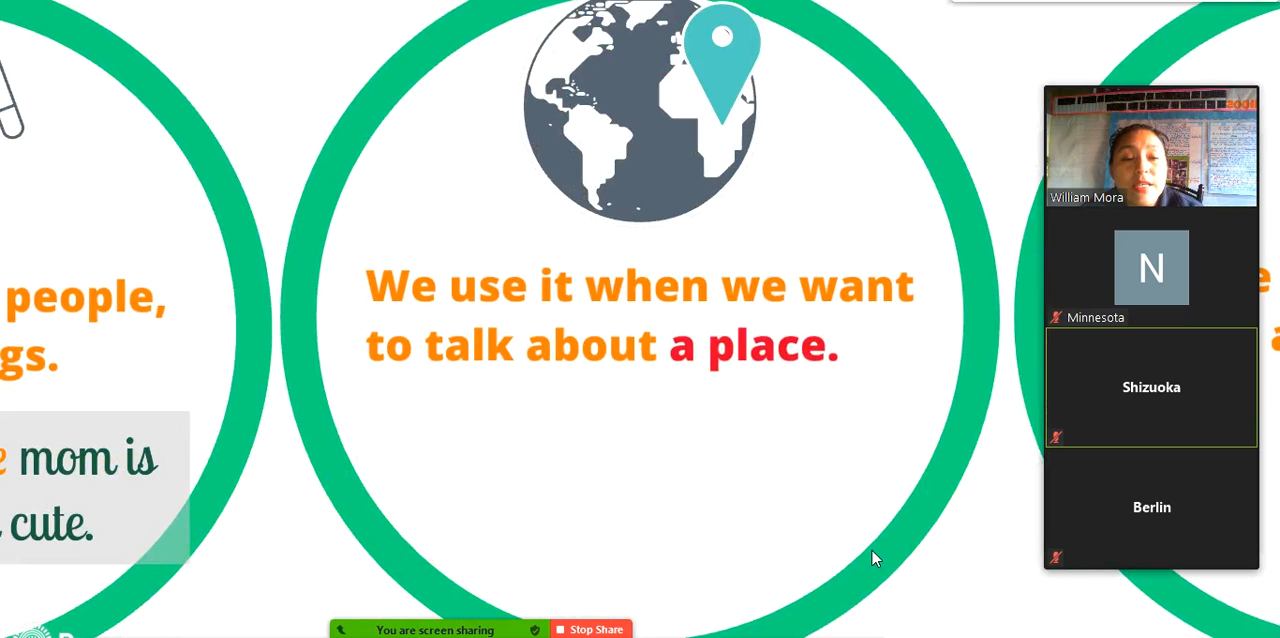 people,
gs.
mom is
cute.
We use it when we want
to talk about a place.
William Mora
N
Minnesota
Shizuoka
Berlin
You are screen sharing
Stop Share